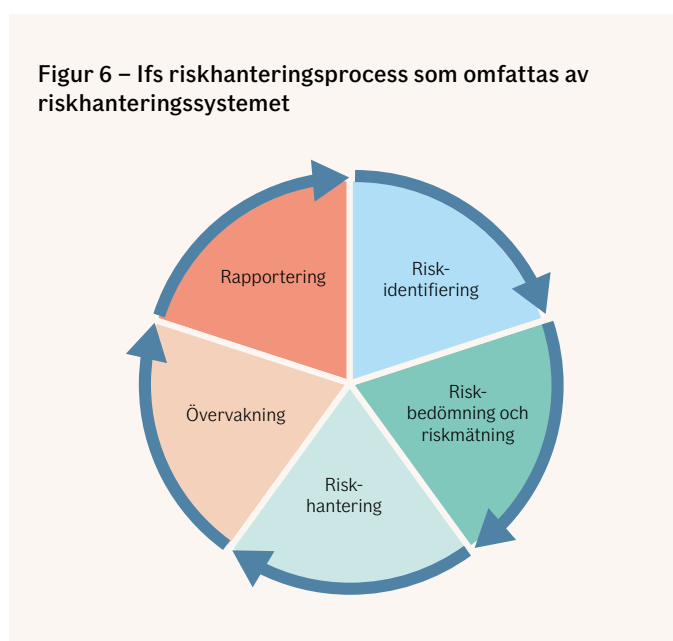 Figur 6 – Ifs riskhanteringsprocess som omfattas av
riskhanteringssystemet
Rapportering
Risk-
identifiering
Risk-
bedömning och
riskmätning
Övervakning
Risk-
hantering